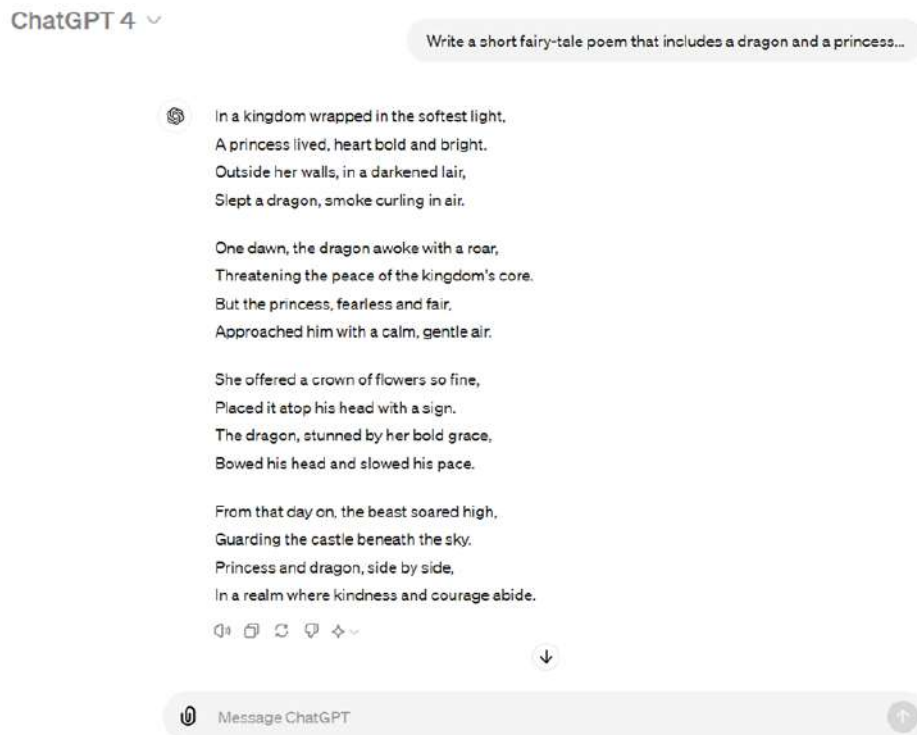 ChatGPT 4
Write a short fairy-tale poem that includes a dragon and a princess...
In a kingdom wrapped in the softest light,
A princess lived, heart bold and bright.
Outside her walls, in a darkened lair,
Slept a dragon, smoke curling in air.
One dawn, the dragon awoke with a roar,
Threatening the peace of the kingdom's core.
But the princess, fearless and fair,
Approached him with a calm, gentle air.
She offered a crown of flowers so fine,
Placed it atop his head with a sign.
The dragon, stunned by her bold grace,
Bowed his head and slowed his pace.
From that day on, the beast soared high,
Guarding the castle beneath the sky.
Princess and dragon, side by side,
In a realm where kindness and courage abide.
Message ChatGPT